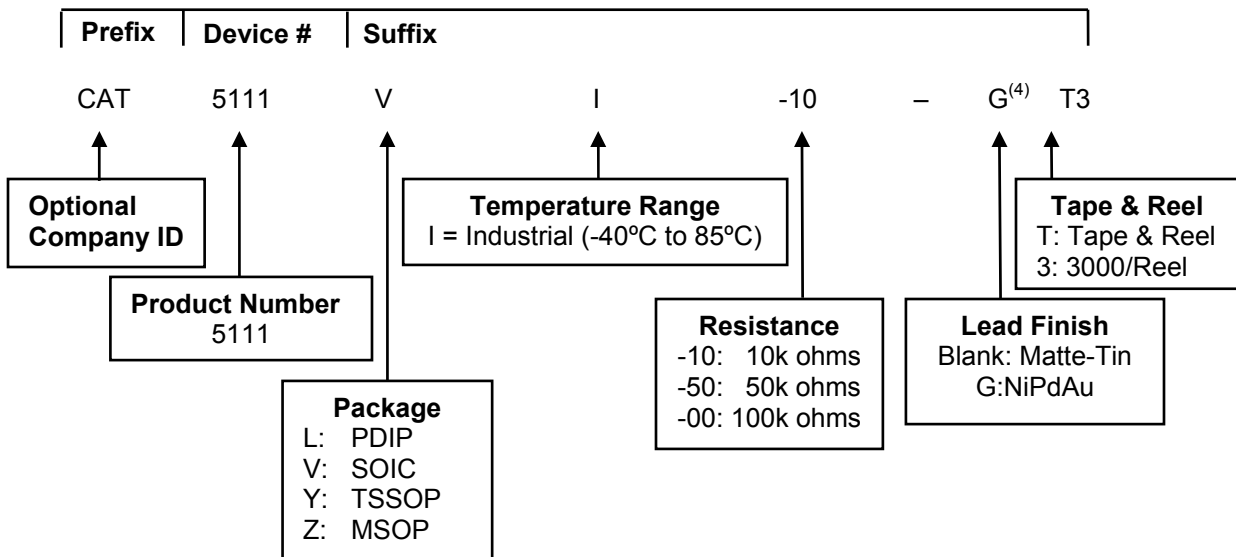 Prefix Device # Suffix
CAT 5111 V I -10 – G(4) T3
Optional
Company ID
Product Number
5111
Package
L: PDIP
V: SOIC
Y: TSSOP
Z: MSOP
Temperature Range
I = Industrial (-40ºC to 85ºC)
Resistance
-10: 10k ohms
-50: 50k ohms
-00: 100k ohms
Lead Finish
Blank: Matte-Tin
G:NiPdAu
Tape & Reel
T: Tape & Reel
3: 3000/Reel